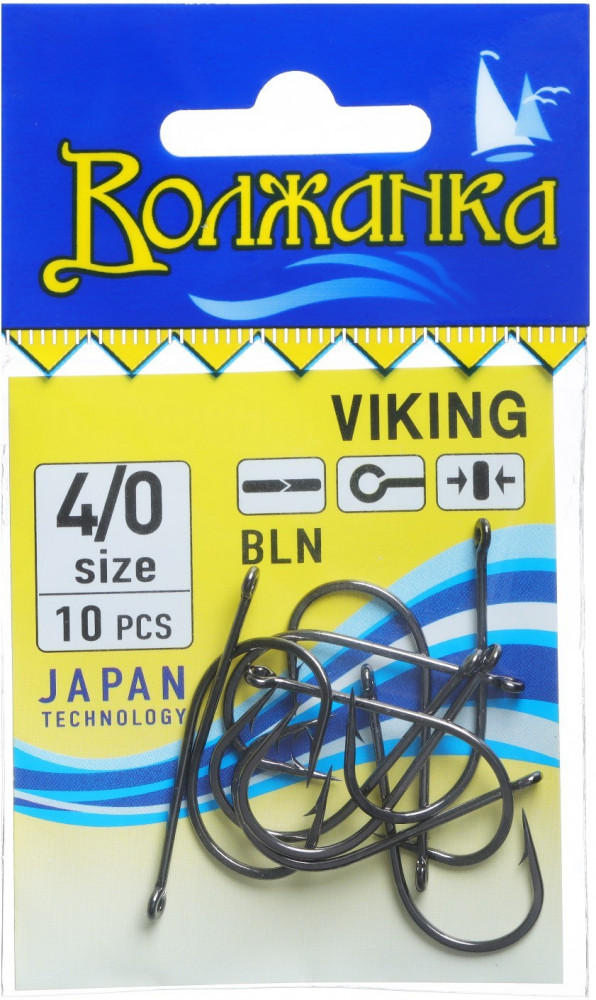 Волжанка
VIKING
4/0
size
10 PCS
BLN
JAPAN
TECHNOLOGY